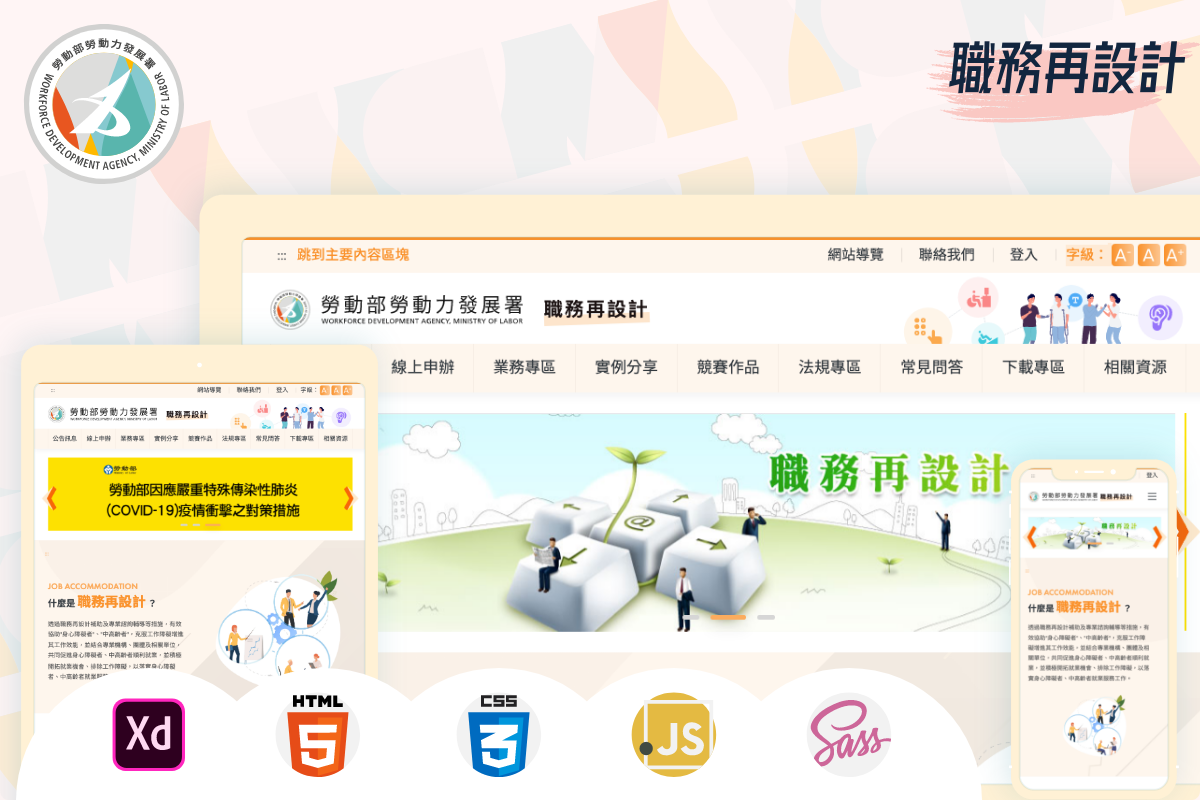 勞動部勞動力發展署
WORKFORCE DEVELOPMENT AGENCY, MINISTRY OF LABOR
職務再設計
::: 跳到主要內容區塊
網站導覽 聯絡我們 登入 字級： A- A A+
勞動部勞動力發展署 職務再設計
WORKFORCE DEVELOPMENT AGENCY, MINISTRY OF LABOR
T
線上申辦 業務專區 實例分享 競賽作品 法規專區 常見問答 下載專區 相關資源
職務再設計
@
:::
網站導覽 聯絡我們 登入 字級： A- A A+
勞動部勞動力發展署 職務再設計
WORKFORCE DEVELOPMENT AGENCY, MINISTRY OF LABOR
公告訊息 線上申辦 業務專區 實例分享 競賽作品 法規專區 常見問答 下載專區 相關資源
勞動部
勞動部因應嚴重特殊傳染性肺炎
(COVID-19)疫情衝擊之對策措施
JOB ACCOMMODATION
什麼是 職務再設計 ？
透過職務再設計補助及專業諮詢輔導等措施，有效
協助"身心障礙者"、"中高齡者"，克服工作障礙增進
其工作效能，並結合專業機構、團體及相關單位，
共同促進身心障礙者、中高齡者順利就業，並積極
開拓就業機會，排除工作障礙，以落實身心障礙
者、中高齡者就業服
登入
勞動部勞動力發展署 職務再設計
職務再設計
JOB ACCOMMODATION
什麼是 職務再設計 ？
透過職務再設計補助及專業諮詢輔導等措施，有
效協助"身心障礙者"、"中高齡者"，克服工作障
礙增進其工作效能，並結合專業機構、團體及相
關單位，共同促進身心障礙者、中高齡者順利就
業，並積極開拓就業機會，排除工作障礙，以落
實身心障礙者、中高齡者就業服務工作。
Xd
HTML
5
CSS
3
.JS
Sass